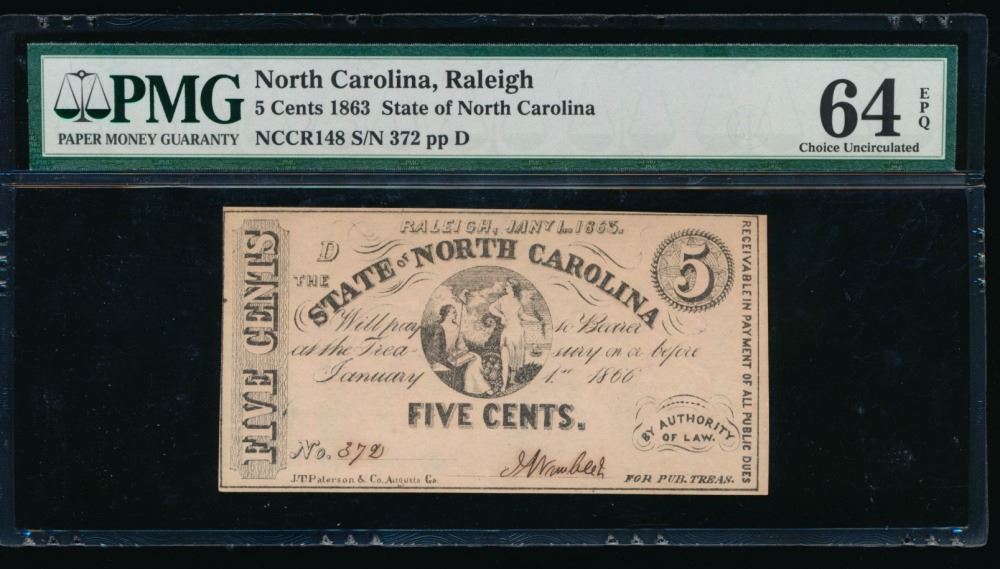 PMG
PAPER MONEY GUARANTY
North Carolina, Raleigh
5 Cents 1863 State of North Carolina
NCCR148 S/N 372 pp D
64 EPQ
Choice Uncirculated
RALEIGH, JANY 1.. 1863.
D
5
THE
STATE of NORTH CAROLINA
Will pay to Bearer
at the Treasury on or before
January 1st 1866
FIVE CENTS.
FIVE CENTS
BY AUTHORITY
OF LAW.
No. 372
J.T. Paterson & Co. Augusta Ga.
FOR PUB. TREAS.
RECEIVABLE IN PAYMENT OF ALL PUBLIC DUES